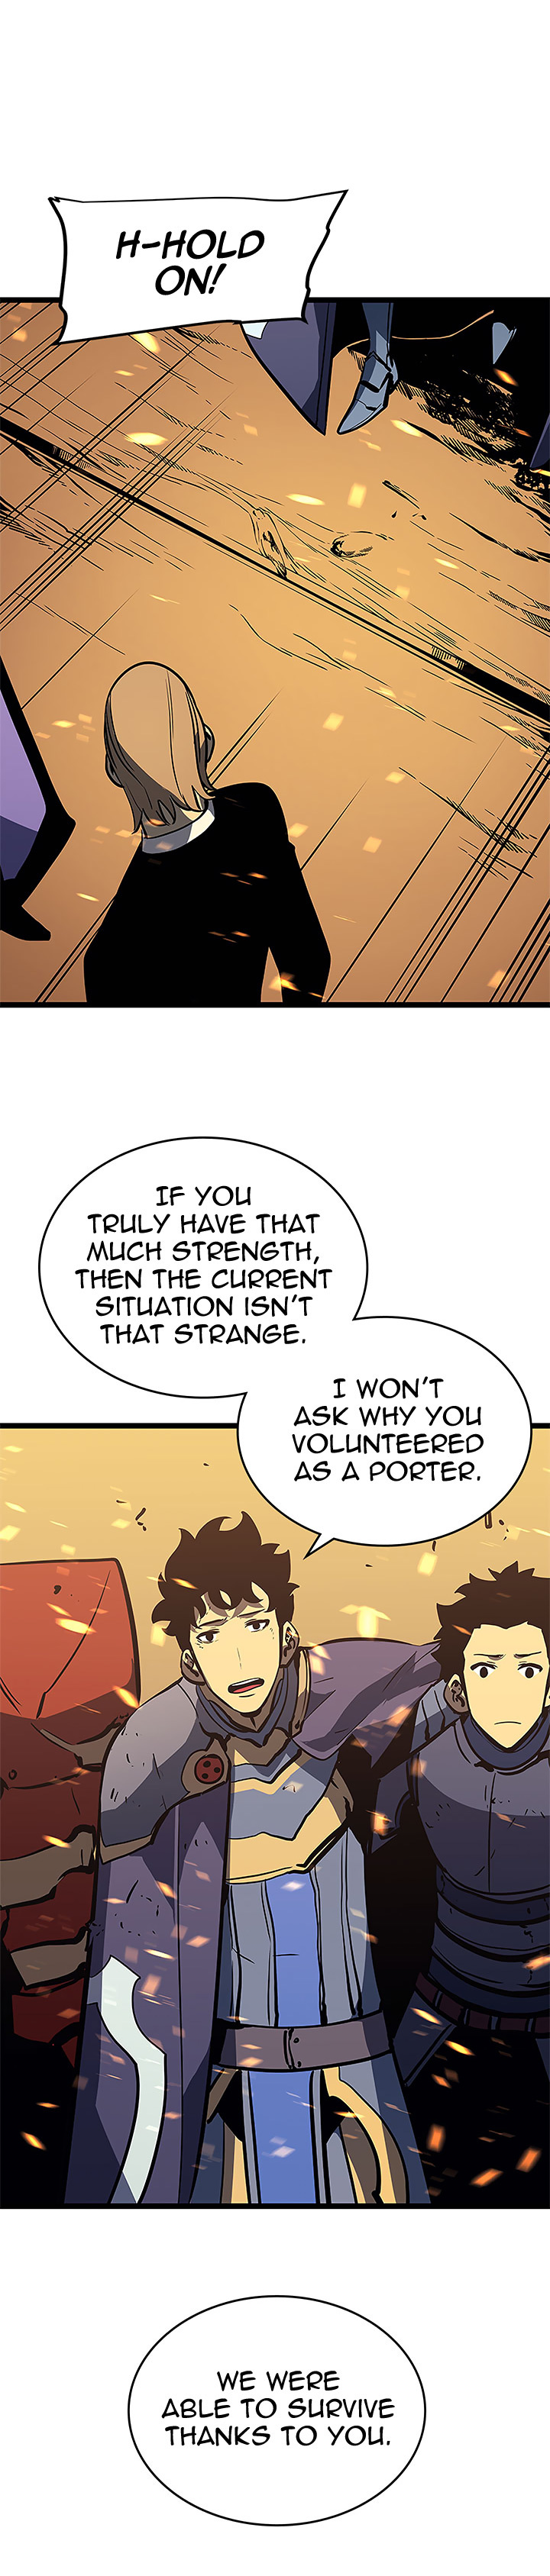 H-HOLD
ON!
IF YOU
TRULY HAVE THAT
MUCH STRENGTH,
THEN THE CURRENT
SITUATION ISN'T
THAT STRANGE.
I WON'T
ASK WHY YOU
VOLUNTEERED
AS A PORTER.
WE WERE
ABLE TO SURVIVE
THANKS TO YOU.